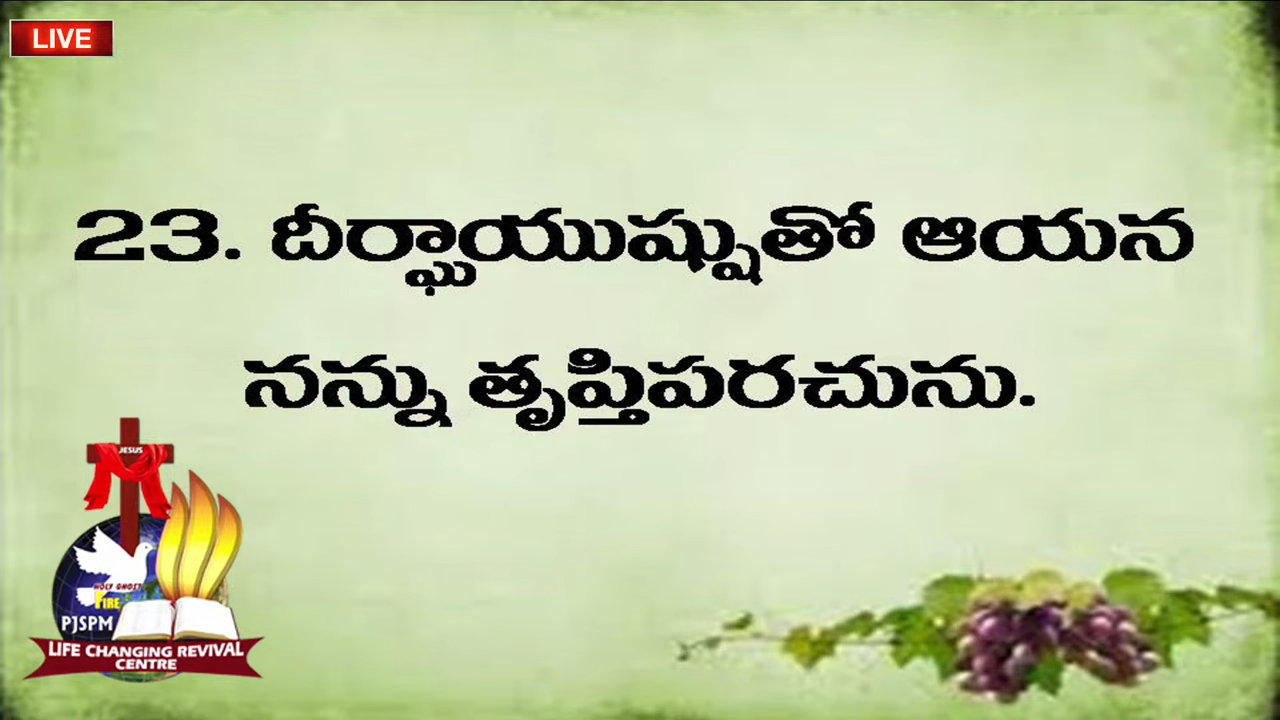 LIVE
23. దీర్ఘాయుష్షుతో ఆయన
నన్ను తృప్తిపరచును.
JESUS
HOLY GHOST
FIRE
PJSPM
LIFE CHANGING REVIVAL
CENTRE